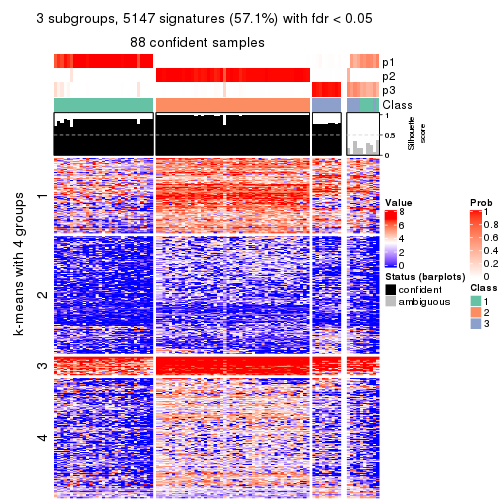 3 subgroups, 5147 signatures (57.1%) with fdr < 0.05
88 confident samples
p1
p2
p3
Class
1
0.5
0
Silhouette
score
k-means with 4 groups
1
2
3
4
Value
8
6
4
2
0
Status (barplots)
confident
ambiguous
Prob
1
0.8
0.6
0.4
0.2
0
Class
1
2
3